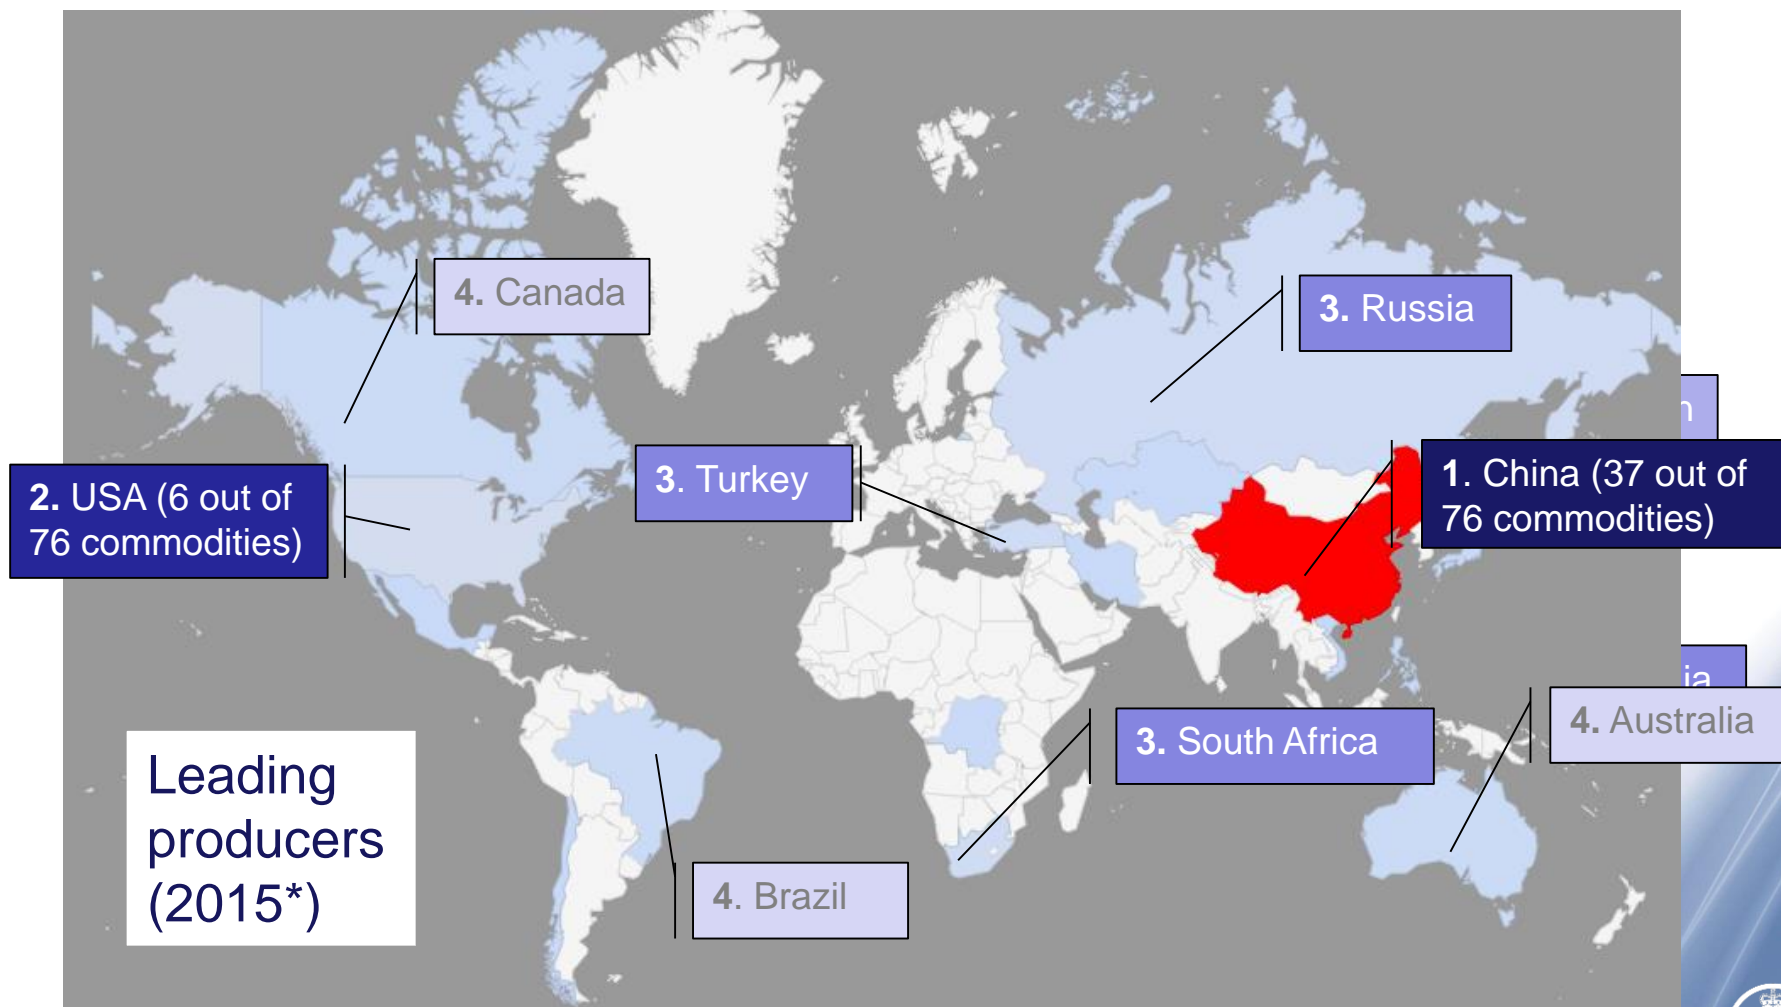 4. Canada
3. Russia
2. USA (6 out of
76 commodities)
3. Turkey
1. China (37 out of
76 commodities)
3. South Africa
4. Australia
4. Brazil
Leading
producers
(2015*)